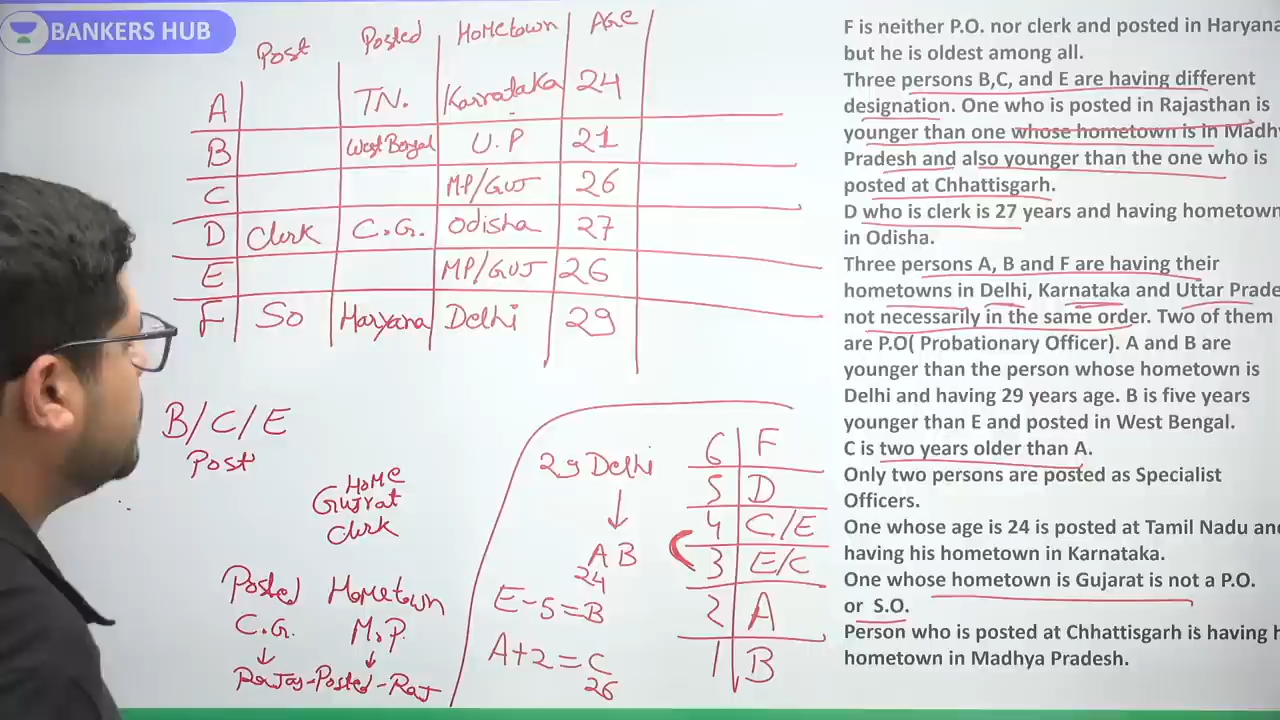 BANKERS HUB
Post Posted Hometown Age
A TN. Karnataka 24
B West Bengal U.P 21
C MP/GUJ 26
D Clerk C.G. Odisha 27
E MP/GUJ 26
F SO Haryana Delhi 29
B/C/E
Post
HOME
Gujrat
Clerk
Posted Hometown
C.G. M.P.
Posted-Raj
29 Delhi
A B
24
E-5=B
A+2=C
26
6 F
5 D
4 C/E
3 E/C
2 A
1 B
F is neither P.O. nor clerk and posted in Haryana
but he is oldest among all.
Three persons B,C, and E are having different
designation. One who is posted in Rajasthan is
younger than one whose hometown is in Madhy
Pradesh and also younger than the one who is
posted at Chhattisgarh.
D who is clerk is 27 years and having hometown
in Odisha.
Three persons A, B and F are having their
hometowns in Delhi, Karnataka and Uttar Prade
not necessarily in the same order. Two of them
are P.O( Probationary Officer). A and B are
younger than the person whose hometown is
Delhi and having 29 years age. B is five years
younger than E and posted in West Bengal.
C is two years older than A.
Only two persons are posted as Specialist
Officers.
One whose age is 24 is posted at Tamil Nadu and
having his hometown in Karnataka.
One whose hometown is Gujarat is not a P.O.
or S.O.
Person who is posted at Chhattisgarh is having h
hometown in Madhya Pradesh.